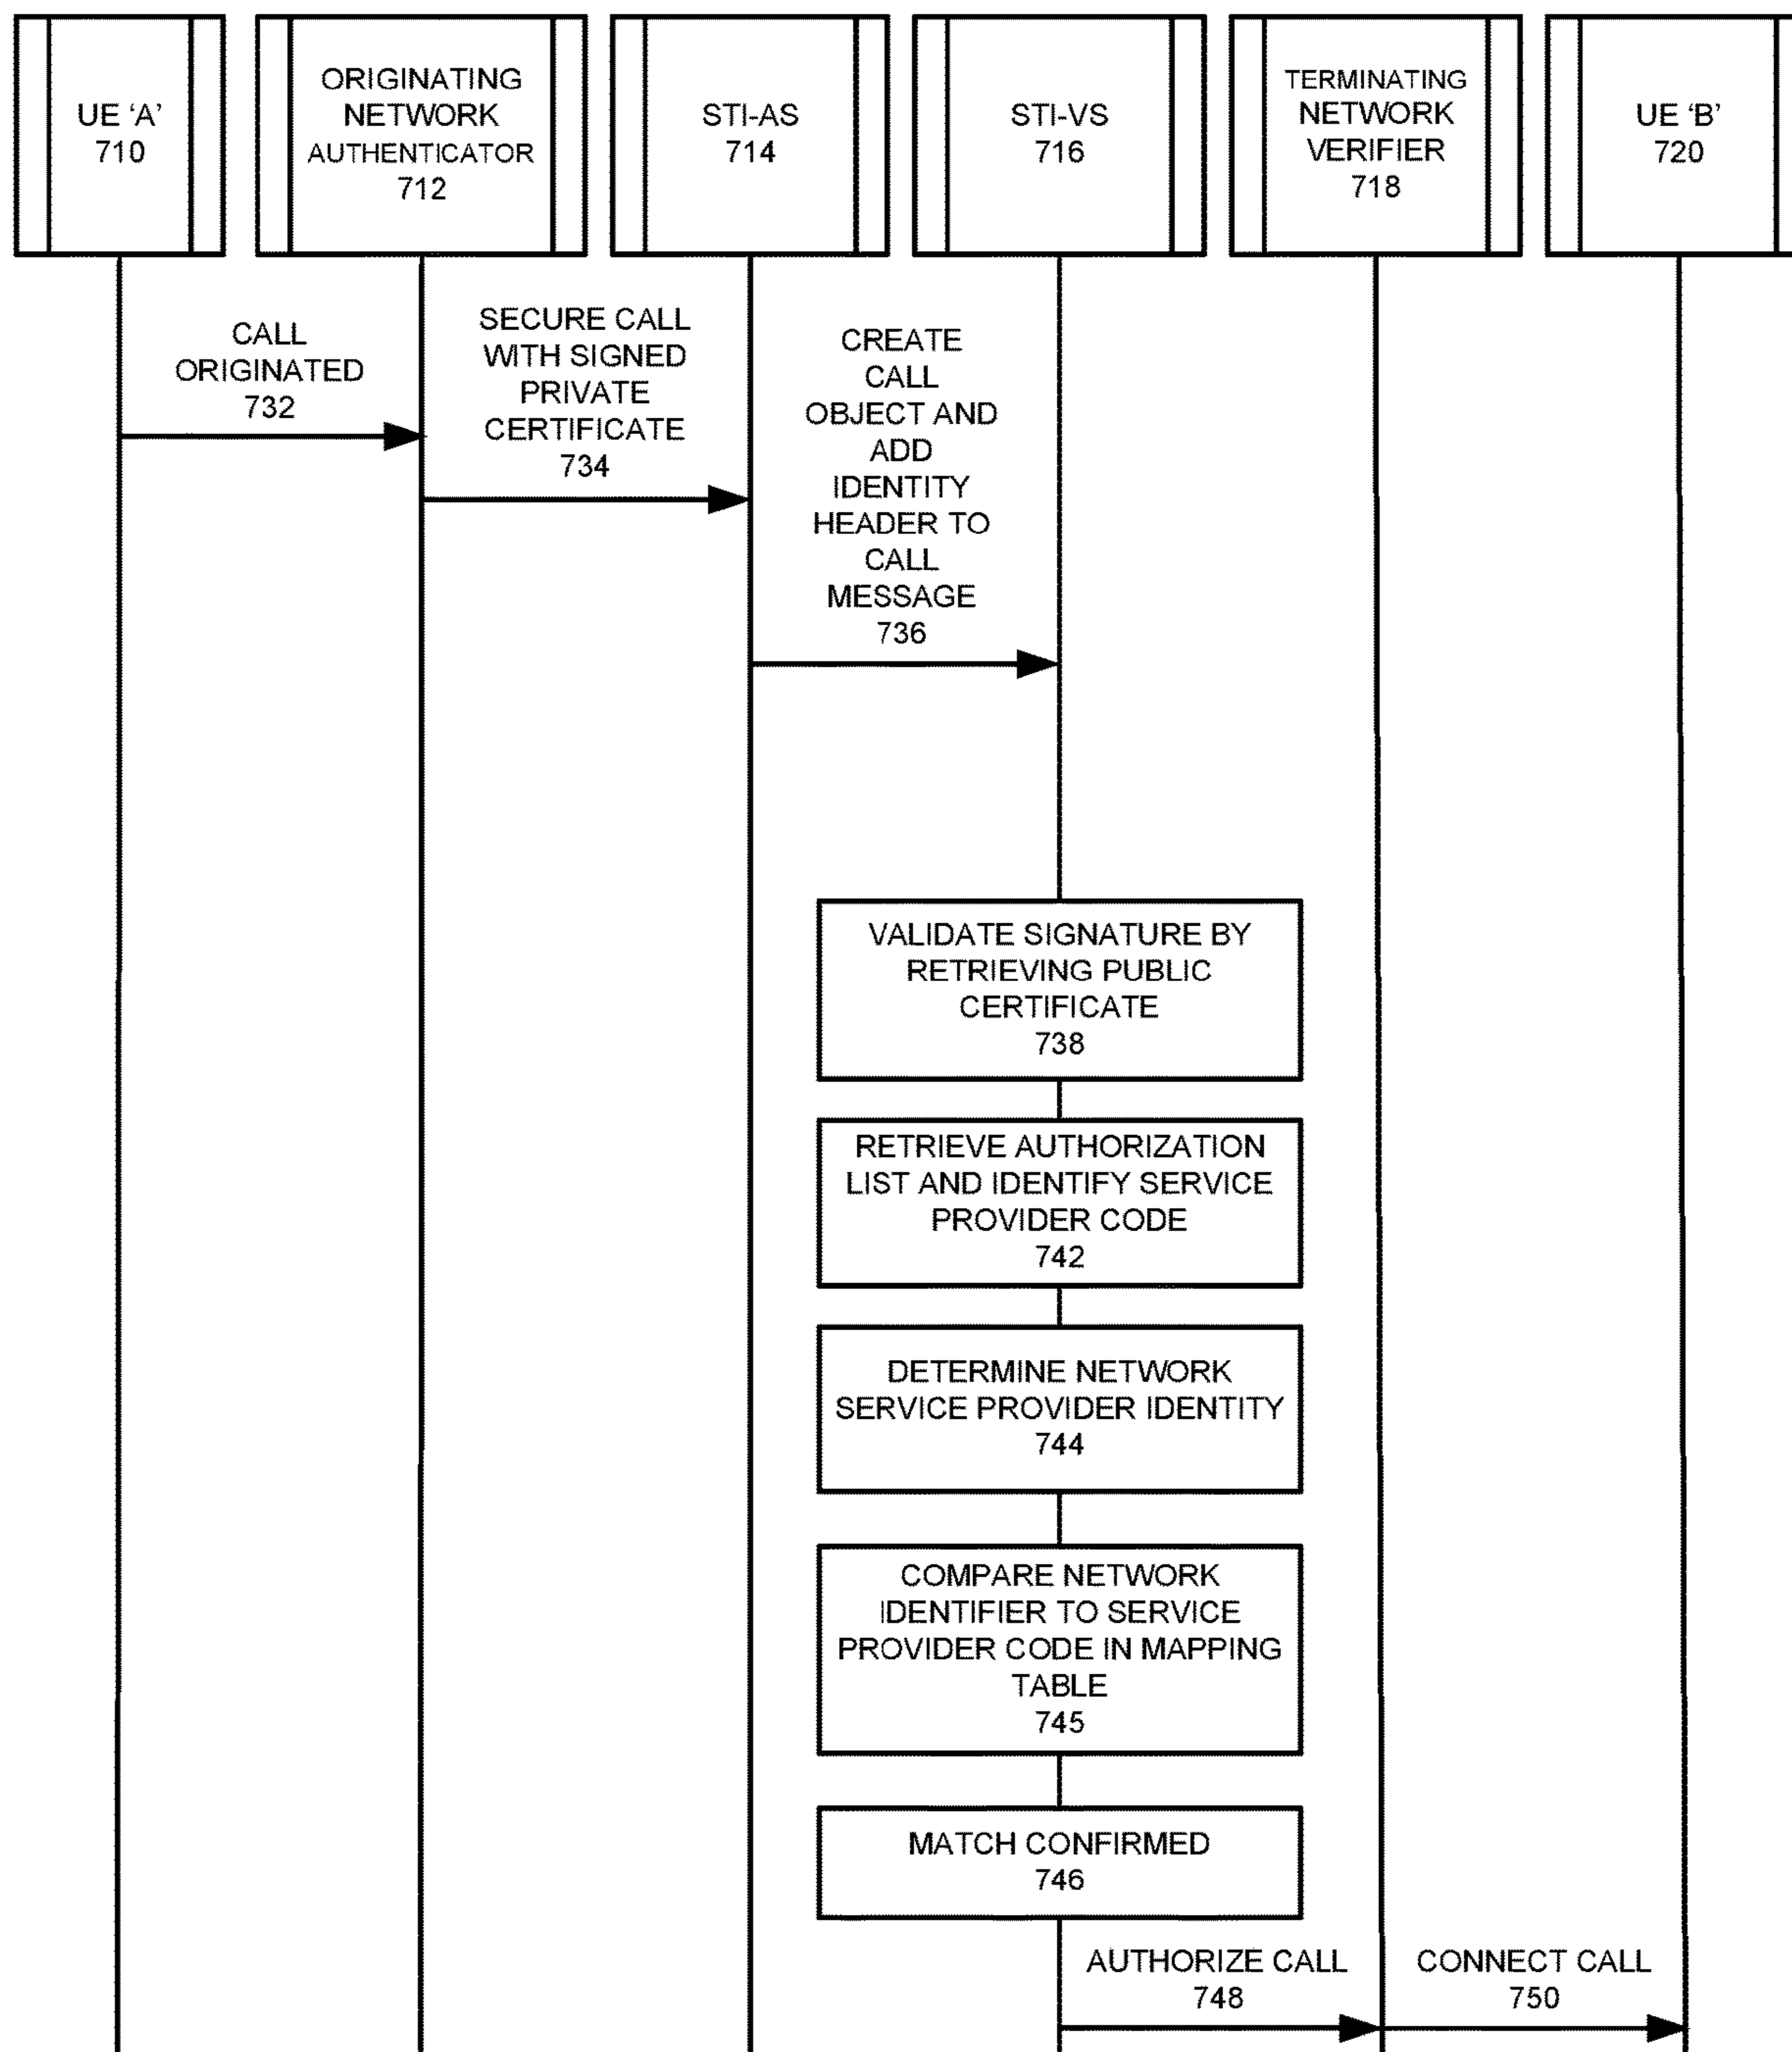 UE 'A'
710
ORIGINATING
NETWORK
AUTHENTICATOR
712
STI-AS
714
STI-VS
716
TERMINATING
NETWORK
VERIFIER
718
UE 'B'
720
CALL
ORIGINATED
732
SECURE CALL
WITH SIGNED
PRIVATE
CERTIFICATE
734
CREATE
CALL
OBJECT AND
ADD
IDENTITY
HEADER TO
CALL
MESSAGE
736
VALIDATE SIGNATURE BY
RETRIEVING PUBLIC
CERTIFICATE
738
RETRIEVE AUTHORIZATION
LIST AND IDENTIFY SERVICE
PROVIDER CODE
742
DETERMINE NETWORK
SERVICE PROVIDER IDENTITY
744
COMPARE NETWORK
IDENTIFIER TO SERVICE
PROVIDER CODE IN MAPPING
TABLE
745
MATCH CONFIRMED
746
AUTHORIZE CALL
748
CONNECT CALL
750